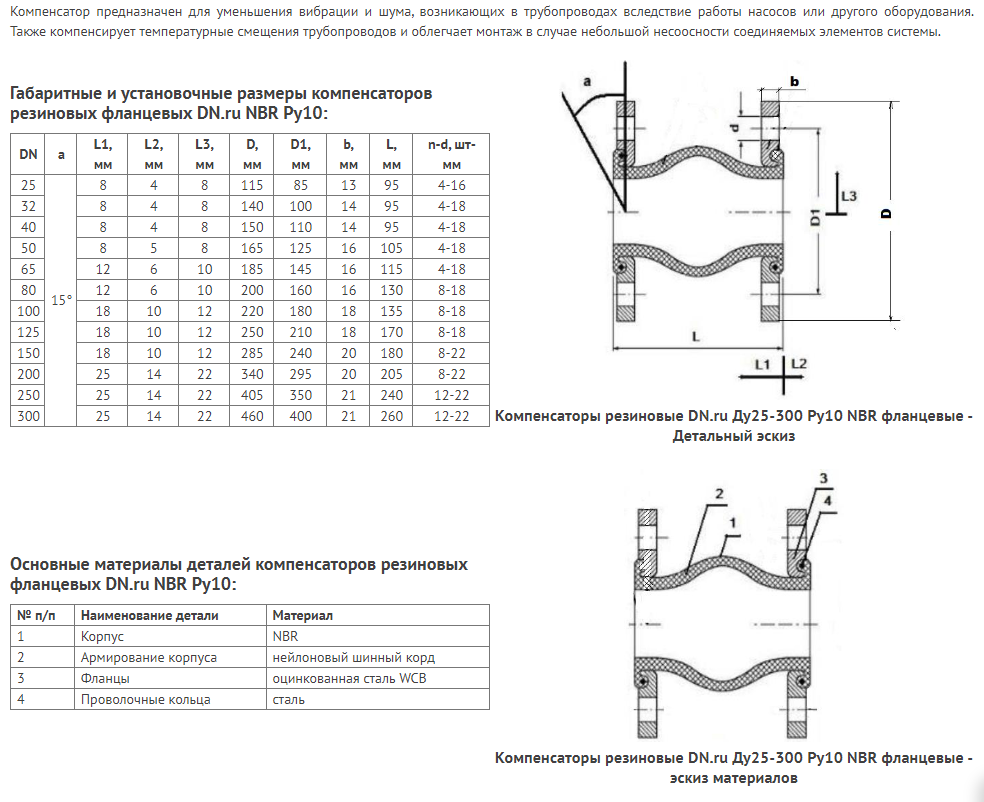 Компенсатор предназначен для уменьшения вибрации и шума, возникающих в трубопроводах вследствие работы насосов или другого оборудования.
Также компенсирует температурные смещения трубопроводов и облегчает монтаж в случае небольшой несоосности соединяемых элементов системы.
Габаритные и установочные размеры компенсаторов
резиновых фланцевых DN.ru NBR Ру10:
DN a L1, мм L2, мм L3, мм D, мм D1, мм b, мм L, мм n-d, шт-мм
25 8 4 8 115 85 13 95 4-16
32 8 4 8 140 100 14 95 4-18
40 8 4 8 150 110 14 95 4-18
50 8 5 8 165 125 16 105 4-18
65 12 6 10 185 145 16 115 4-18
80 12 6 10 200 160 16 130 8-18
15°
100 18 10 12 220 180 18 135 8-18
125 18 10 12 250 210 18 170 8-18
150 18 10 12 285 240 20 180 8-22
200 25 14 22 340 295 20 205 8-22
250 25 14 22 405 350 21 240 12-22
300 25 14 22 460 400 21 260 12-22
a
b
d
L3
D1
D
L
L1 L2
Компенсаторы резиновые DN.ru Ду25-300 Ру10 NBR фланцевые -
Детальный эскиз
Основные материалы деталей компенсаторов резиновых
фланцевых DN.ru NBR Ру10:
№ п/п Наименование детали Материал
1 Корпус NBR
2 Армирование корпуса нейлоновый шинный корд
3 Фланцы оцинкованная сталь WCB
4 Проволочные кольца сталь
3
2
4
1
Компенсаторы резиновые DN.ru Ду25-300 Ру10 NBR фланцевые -
эскиз материалов